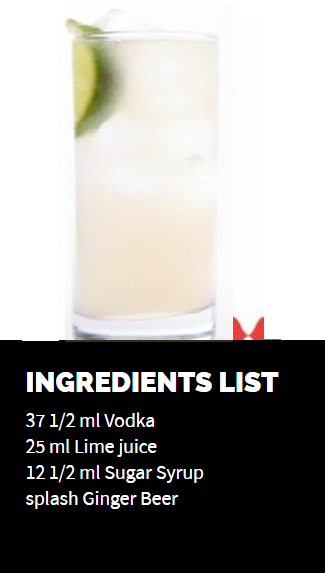 INGREDIENTS LIST
37 1/2 ml Vodka
25 ml Lime juice
12 1/2 ml Sugar Syrup
splash Ginger Beer